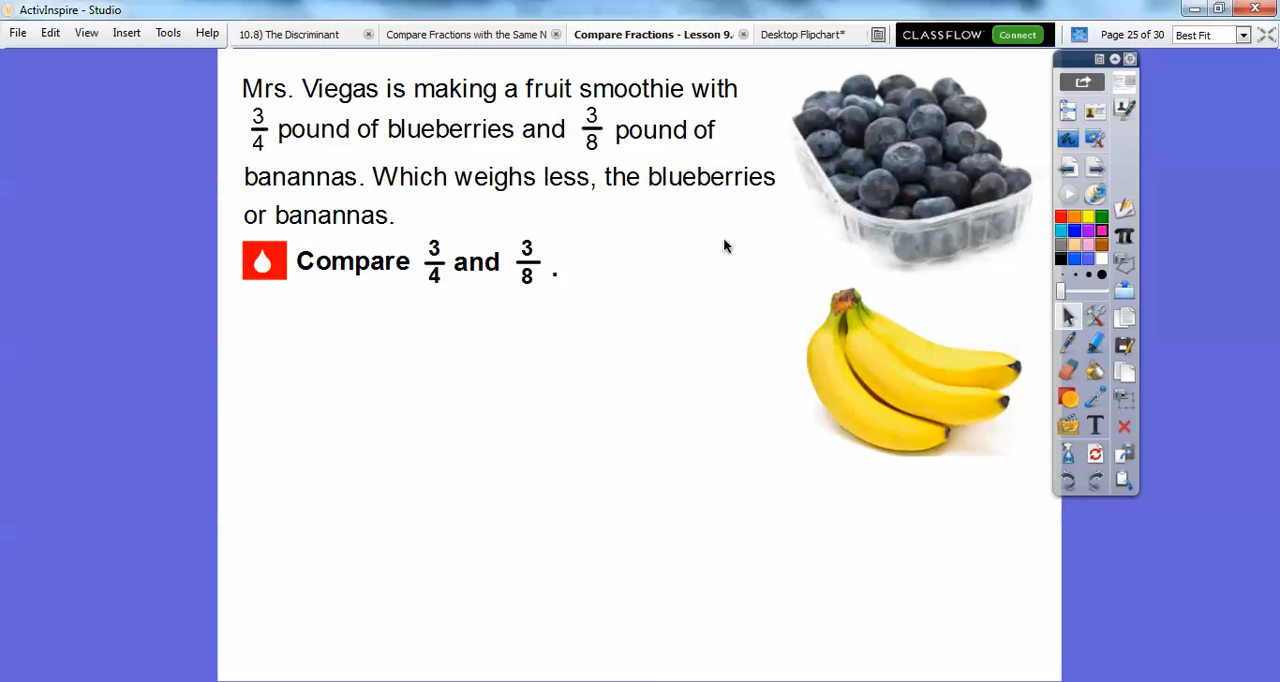 ActivInspire - Studio
File Edit View Insert Tools Help
10.8) The Discriminant
Compare Fractions with the Same N
Compare Fractions - Lesson 9.
Desktop Flipchart*
CLASSFLOW Connect
Page 25 of 30
Best Fit
Mrs. Viegas is making a fruit smoothie with
3/4 pound of blueberries and 3/8 pound of
banannas. Which weighs less, the blueberries
or banannas.
Compare 3/4 and 3/8 .